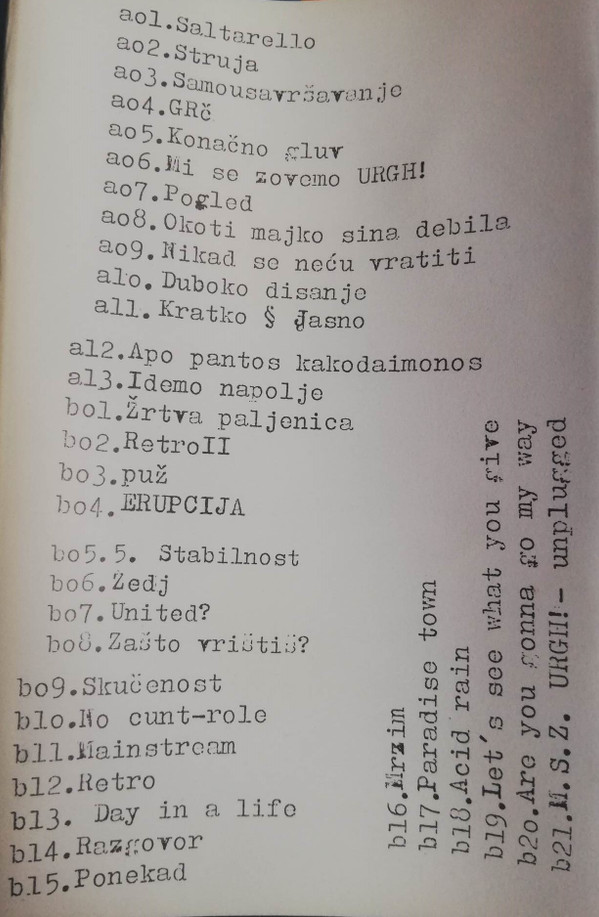 ao1.Saltarello
ao2.Struja
ao3.Samousavršavanje
ao4.GRč
ao5.Konačno gluv
ao6.Mi se zovemo URGH!
ao7.Pogled
ao8.Okoti majko sina debila
ao9.Nikad se neću vratiti
a1o. Duboko disanje
a11.Kratko § Jasno
a12.Apo pantos kakodaimonos
a13.Idemo napolje
bo1.Žrtva paljenica
bo2.RetroII
bo3.puž
bo4.ERUPCIJA
bo5.5. Stabilnost
bo6.Žedj
bo7.United?
bo8.Zašto vrištiš?
bo9.Skučenost
b1o.No cunt-role
b11.Mainstream
b12.Retro
b13. Day in a life
b14.Razgovor
b15.Ponekad
b16.Mrzim
b17.Paradise town
b18.Acid rain
b19.Let's see what you give
b2o.Are you gonna go my way
b21.M.S.Z. URGH!- unplugged